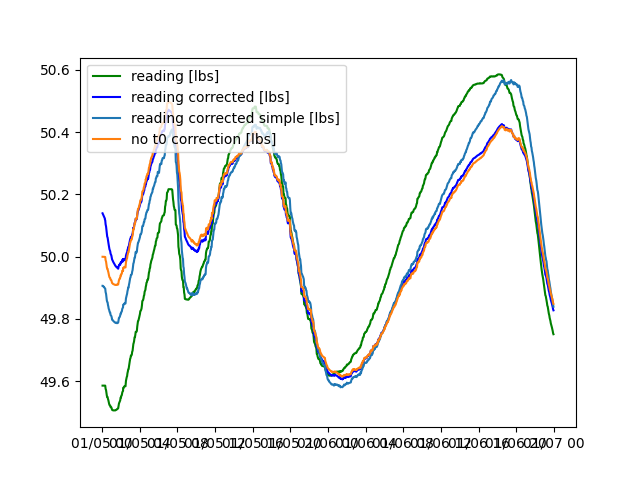 50.6
50.4
50.2
50.0
49.8
49.6
reading [lbs]
reading corrected [lbs]
reading corrected simple [lbs]
no t0 correction [lbs]
01/05 00 01/05 04 01/05 08 01/05 12 01/05 16 01/05 20 01/06 00 01/06 04 01/06 08 01/06 12 01/06 16 01/06 20 01/07 00